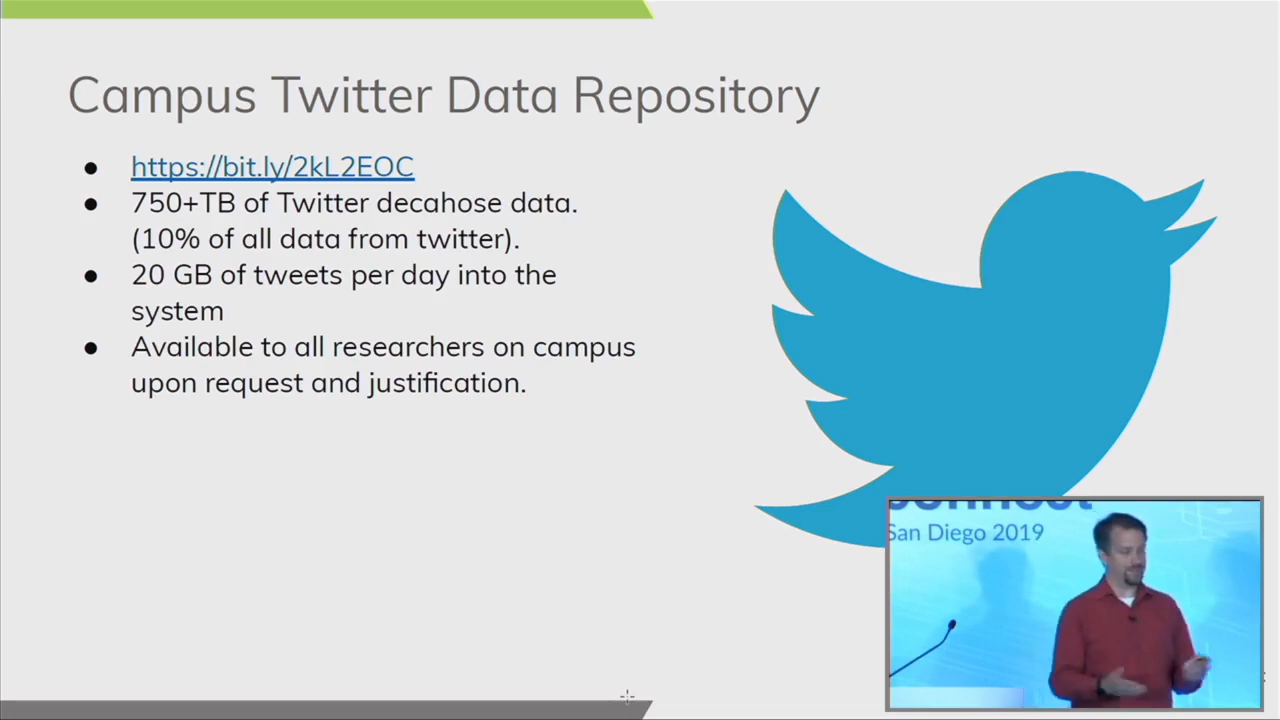 Campus Twitter Data Repository
● https://bit.ly/2kL2EOC
● 750+TB of Twitter decahose data.
(10% of all data from twitter).
● 20 GB of tweets per day into the
system
● Available to all researchers on campus
upon request and justification.
connect
San Diego 2019